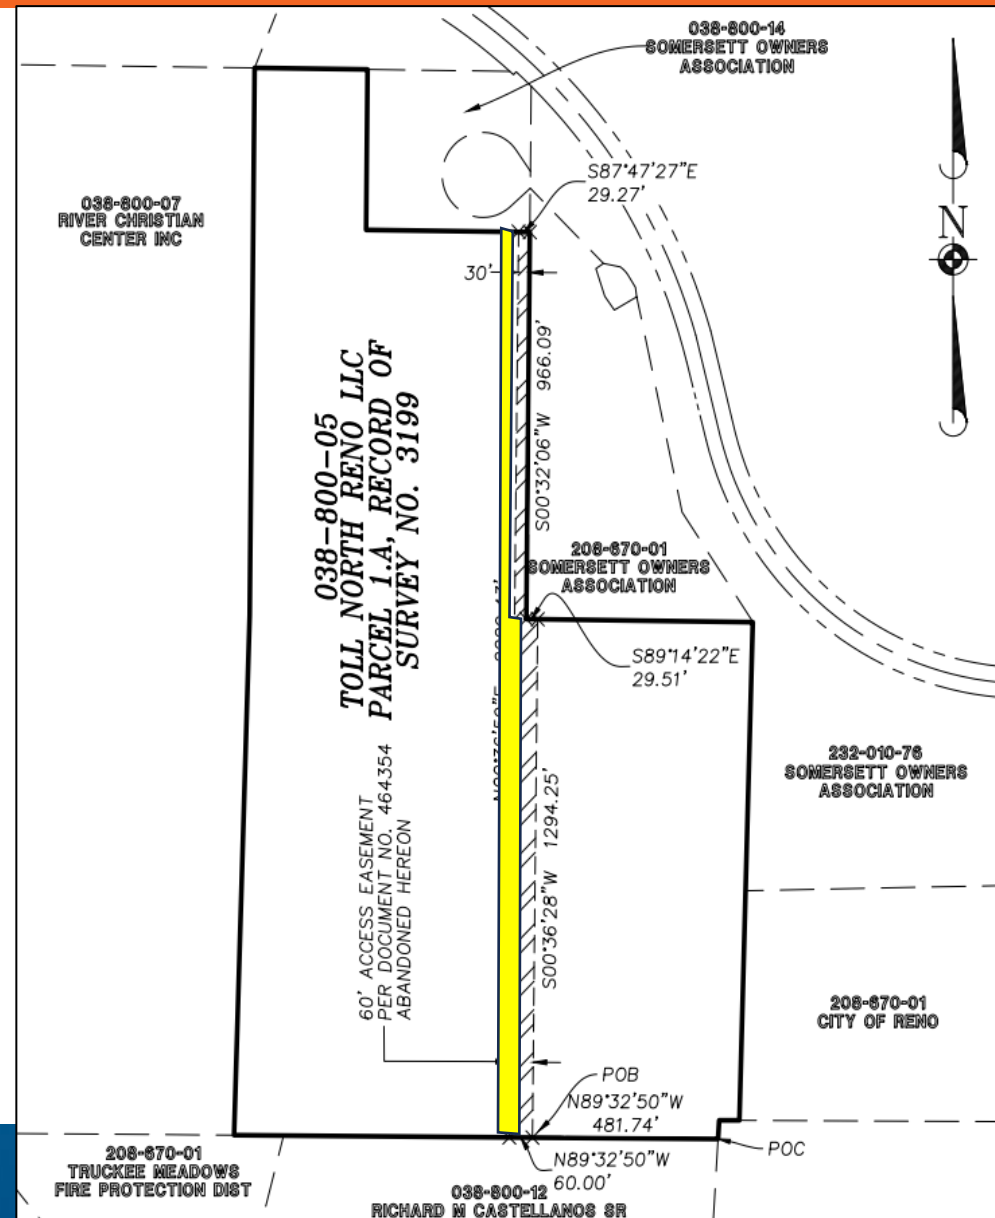 038-800-14
SOMERSETT OWNERS
ASSOCIATION
S87°47'27"E
29.27'
038-800-07
RIVER CHRISTIAN
CENTER INC
N
30'
S00°32'06"W 966.09'
038-800-05
TOLL NORTH RENO LLC
PARCEL 1.A, RECORD OF
SURVEY NO. 3199
208-670-01
SOMERSETT OWNERS
ASSOCIATION
S89°14'22"E
29.51'
232-010-76
SOMERSETT OWNERS
ASSOCIATION
60' ACCESS EASEMENT
PER DOCUMENT NO. 464354
ABANDONED HEREON
S00°36'28"W 1294.25'
208-670-01
CITY OF RENO
POB
N89°32'50"W
481.74'
POC
N89°32'50"W
60.00'
208-670-01
TRUCKEE MEADOWS
FIRE PROTECTION DIST
038-800-12
RICHARD M CASTELLANOS SR